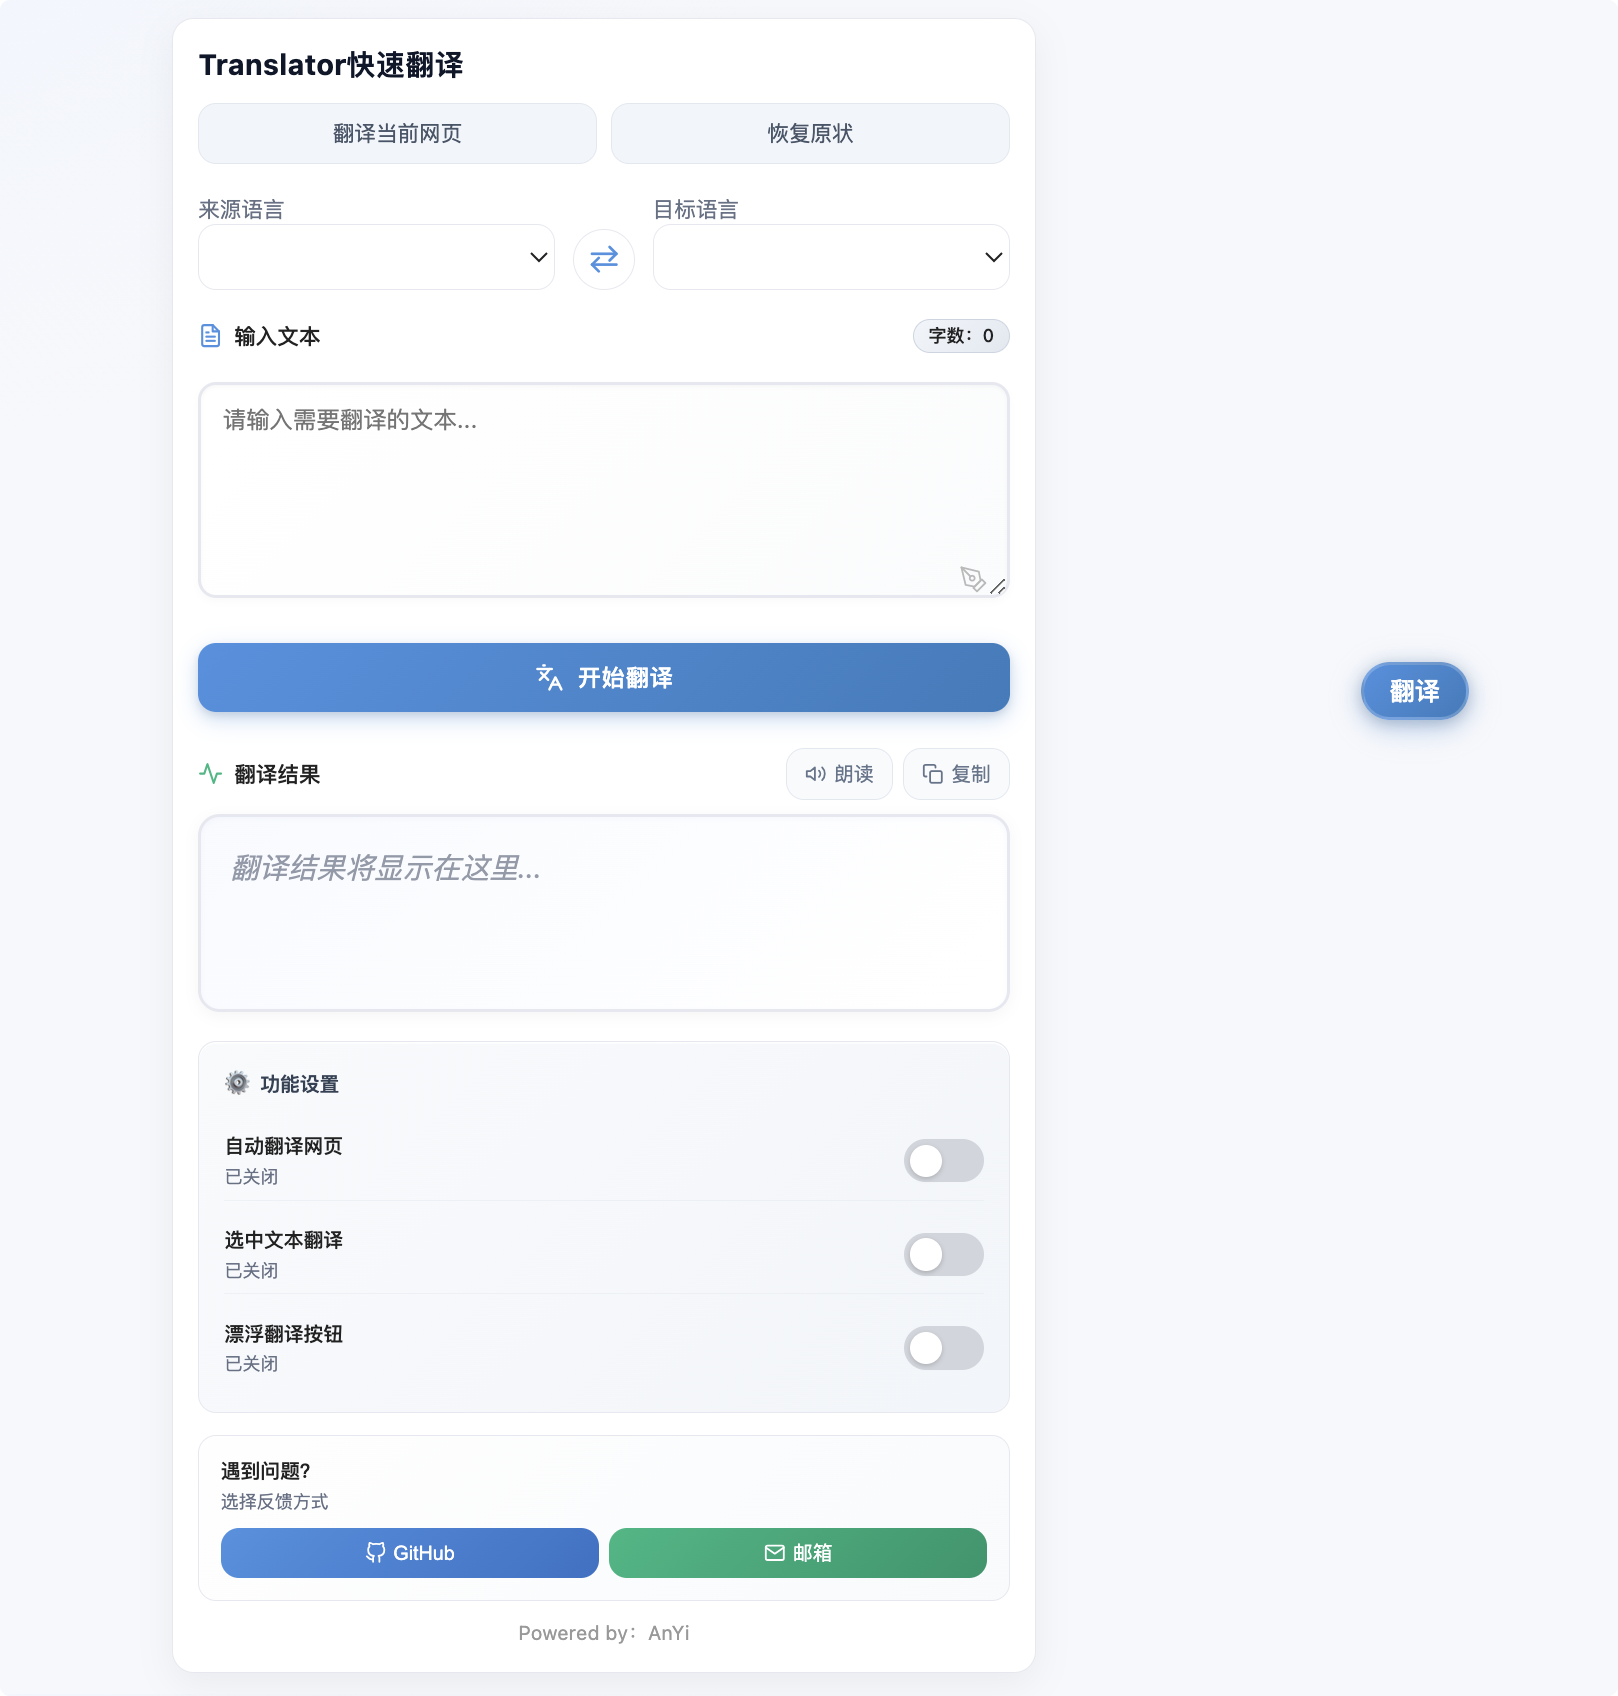 Translator快速翻译
翻译当前网页
恢复原状
来源语言
目标语言
输入文本
字数：0
请输入需要翻译的文本...
开始翻译
翻译
翻译结果
朗读
复制
翻译结果将显示在这里...
功能设置
自动翻译网页
已关闭
选中文本翻译
已关闭
漂浮翻译按钮
已关闭
遇到问题?
选择反馈方式
GitHub
邮箱
Powered by：AnYi